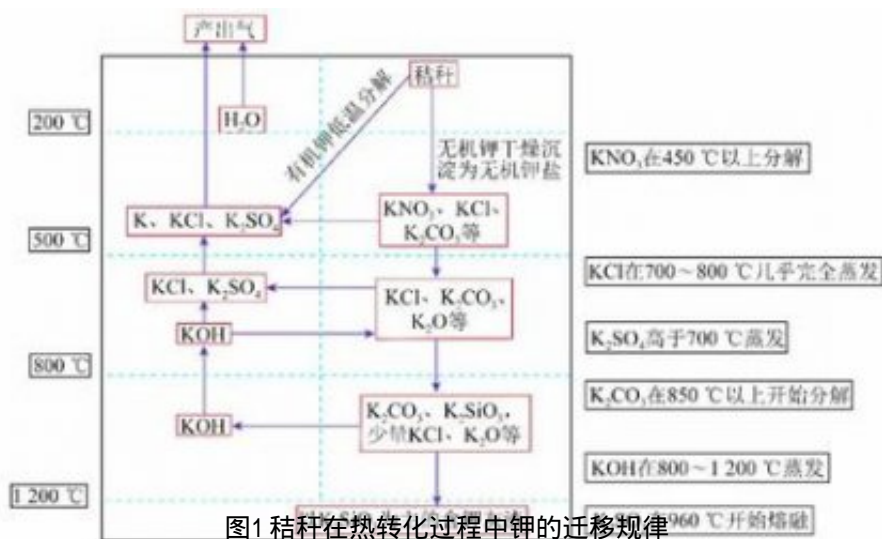 产出气
秸秆
200 ℃
H₂O
有机钾低温分解
无机钾干燥沉
淀为无机钾盐
KNO₃在450 ℃以上分解
K、KCl、K₂SO₄
KNO₃、KCl、
K₂CO₃等
500 ℃
KCl在700~800 ℃几乎完全蒸发
KCl、K₂SO₄
KCl、K₂CO₃、
K₂O等
KOH
K₂SO₄高于700 ℃蒸发
800 ℃
K₂CO₃在850 ℃以上开始分解
K₂CO₃、K₂SiO₃,
少量KCl、K₂O等
KOH
KOH在800~1 200 ℃蒸发
1 200 ℃
960 ℃开始熔融
图1 秸秆在热转化过程中钾的迁移规律